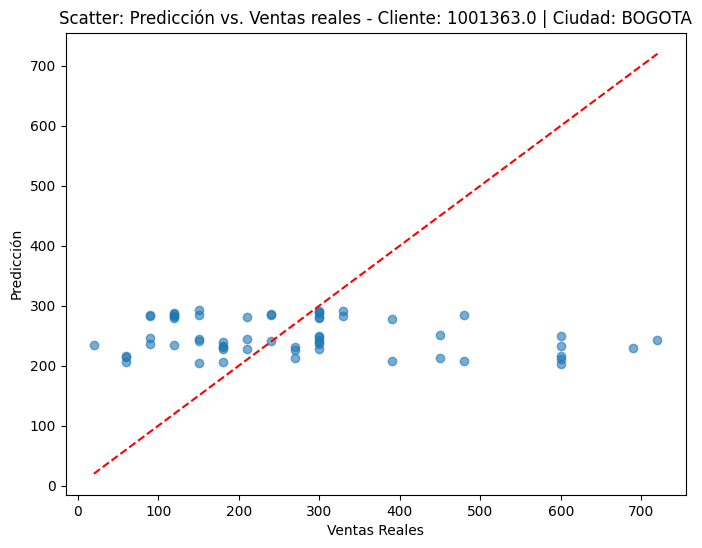 Scatter: Predicción vs. Ventas reales - Cliente: 1001363.0 | Ciudad: BOGOTA
Predicción
700
600
500
400
300
200
100
0
0 100 200 300 400 500 600 700
Ventas Reales